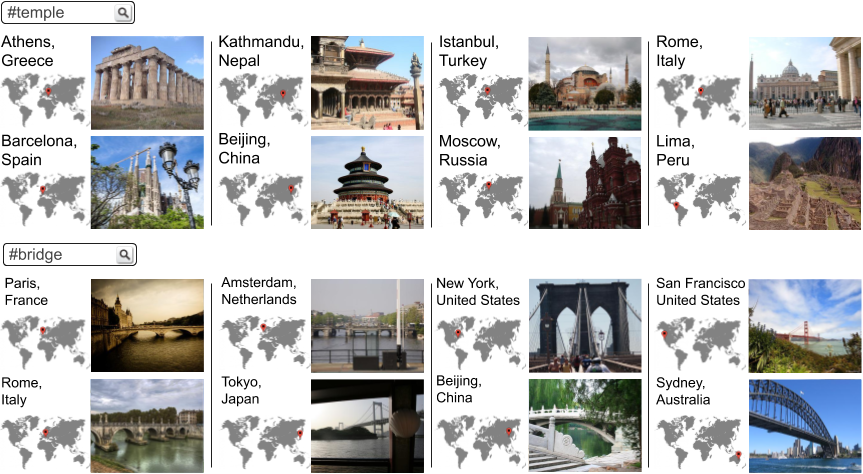 #temple
Athens,
Greece
Kathmandu,
Nepal
Istanbul,
Turkey
Rome,
Italy
Barcelona,
Spain
Beijing,
China
Moscow,
Russia
Lima,
Peru
#bridge
Paris,
France
Amsterdam,
Netherlands
New York,
United States
San Francisco
United States
Rome,
Italy
Tokyo,
Japan
Beijing,
China
Sydney,
Australia